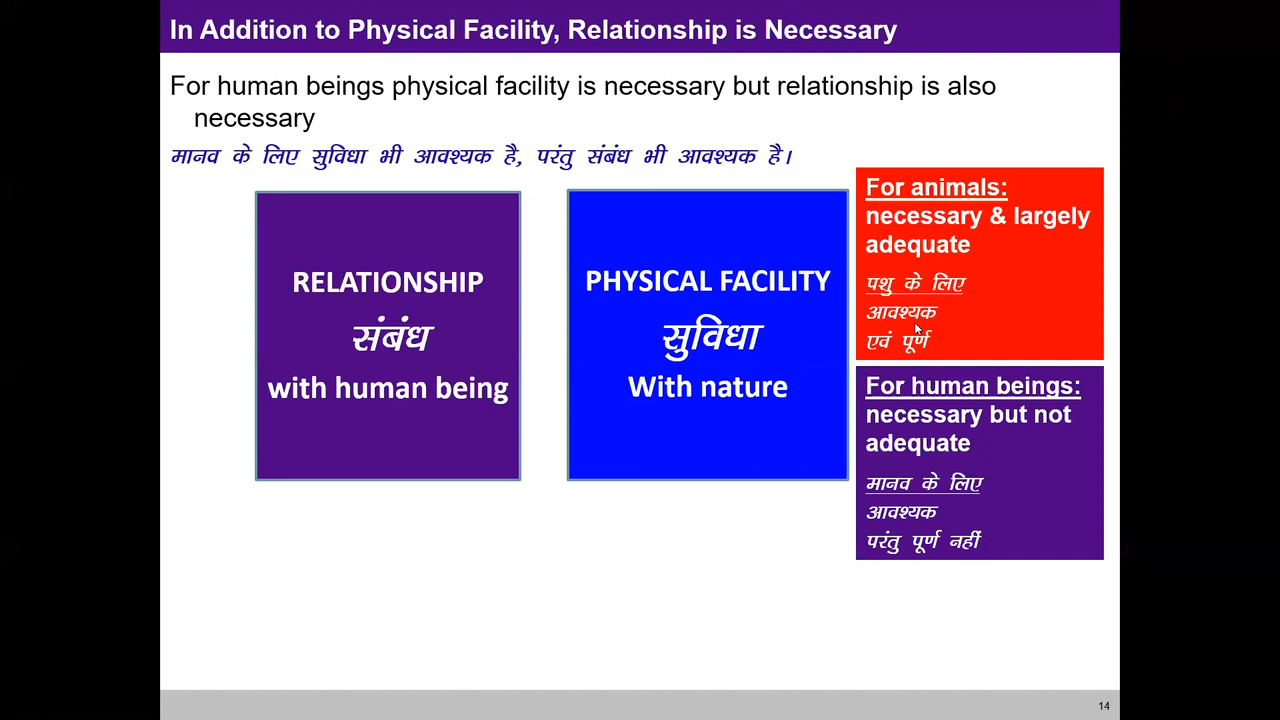 In Addition to Physical Facility, Relationship is Necessary
For human beings physical facility is necessary but relationship is also
necessary
मानव के लिए सुविधा भी आवश्यक है, परंतु संबंध भी आवश्यक है।
RELATIONSHIP
संबंध
with human being
PHYSICAL FACILITY
सुविधा
With nature
For animals:
necessary & largely
adequate
पशु के लिए
आवश्यक
एवं पूर्ण
For human beings:
necessary but not
adequate
मानव के लिए
आवश्यक
परंतु पूर्ण नहीं
14